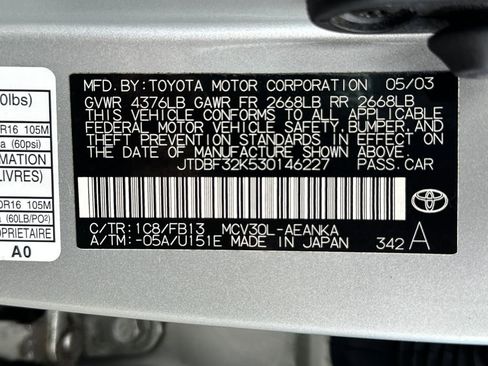 MFD. BY: TOYOTA MOTOR CORPORATION 05/03
GVWR 4376LB GAWR FR 2668LB RR 2668LB
THIS VEHICLE CONFORMS TO ALL APPLICABLE
FEDERAL MOTOR VEHICLE SAFETY, BUMPER, AND
THEFT PREVENTION STANDARDS IN EFFECT ON
THE DATE OF MANUFACTURE SHOWN ABOVE.
JTDBF32K530146227 PASS. CAR
C/TR: 1C8/FB13 MCV30L-AEANKA
A/TM: -05A/U151E MADE IN JAPAN 342 A
TOYOTA
0lbs)
R16 105M
(60psi)
RMATION
LIVRES)
R16 105M
(60LB/PO²)
PRIETAIRE
A0